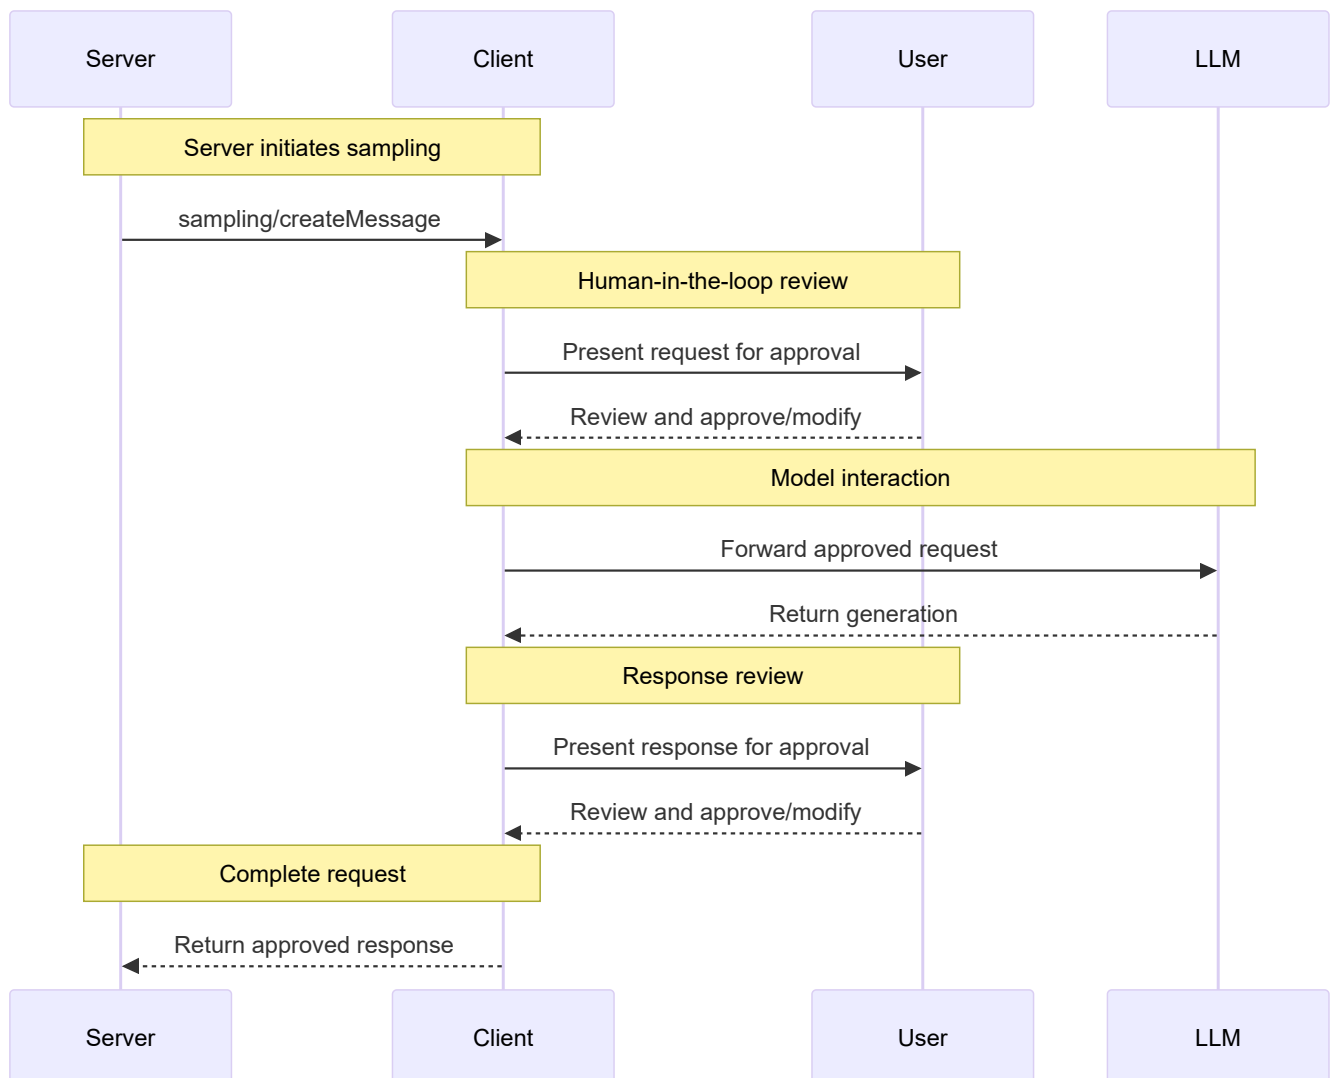 Server
Client
User
LLM
Server initiates sampling
sampling/createMessage
Human-in-the-loop review
Present request for approval
Review and approve/modify
Model interaction
Forward approved request
Return generation
Response review
Present response for approval
Review and approve/modify
Complete request
Return approved response
Server
Client
User
LLM